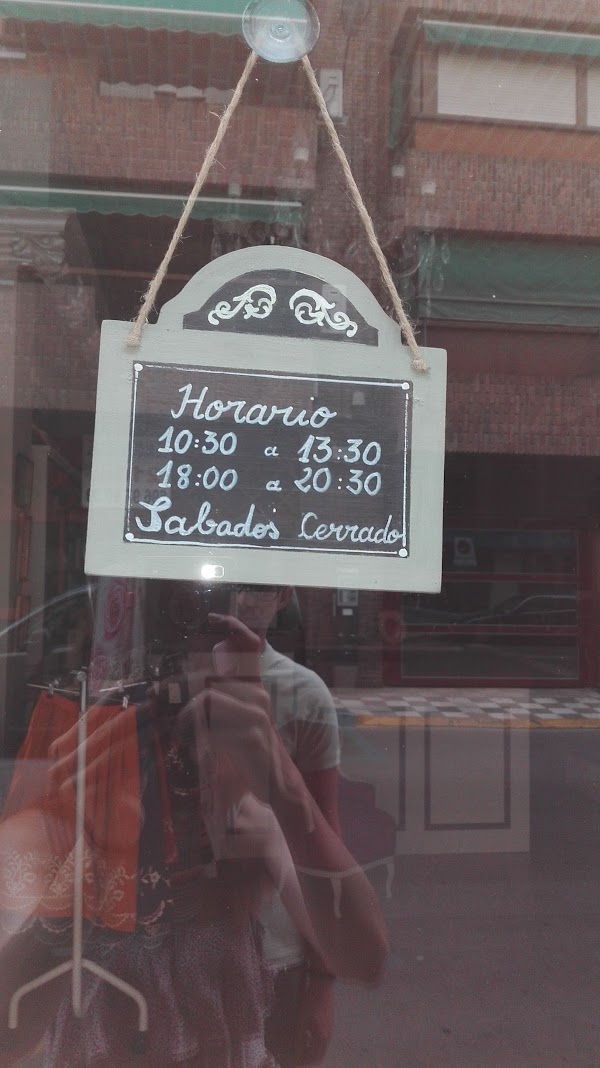 Horario
10:30 a 13:30
18:00 a 20:30
Sabados Cerrado